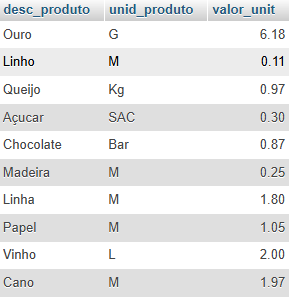 desc_produto unid_produto valor_unit
Ouro G 6.18
Linho M 0.11
Queijo Kg 0.97
Açucar SAC 0.30
Chocolate Bar 0.87
Madeira M 0.25
Linha M 1.80
Papel M 1.05
Vinho L 2.00
Cano M 1.97